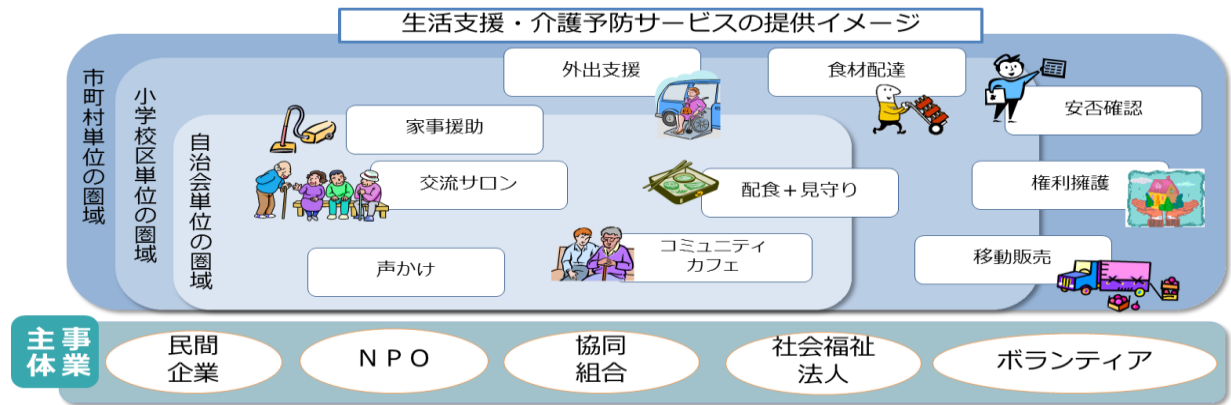 生活支援・介護予防サービスの提供イメージ
市町村単位の圏域
小学校区単位の圏域
自治会単位の圏域
外出支援
食材配達
安否確認
家事援助
交流サロン
配食＋見守り
権利擁護
声かけ
コミュニティ
カフェ
移動販売
事業
主体
民間
企業
ＮＰＯ
協同
組合
社会福祉
法人
ボランティア